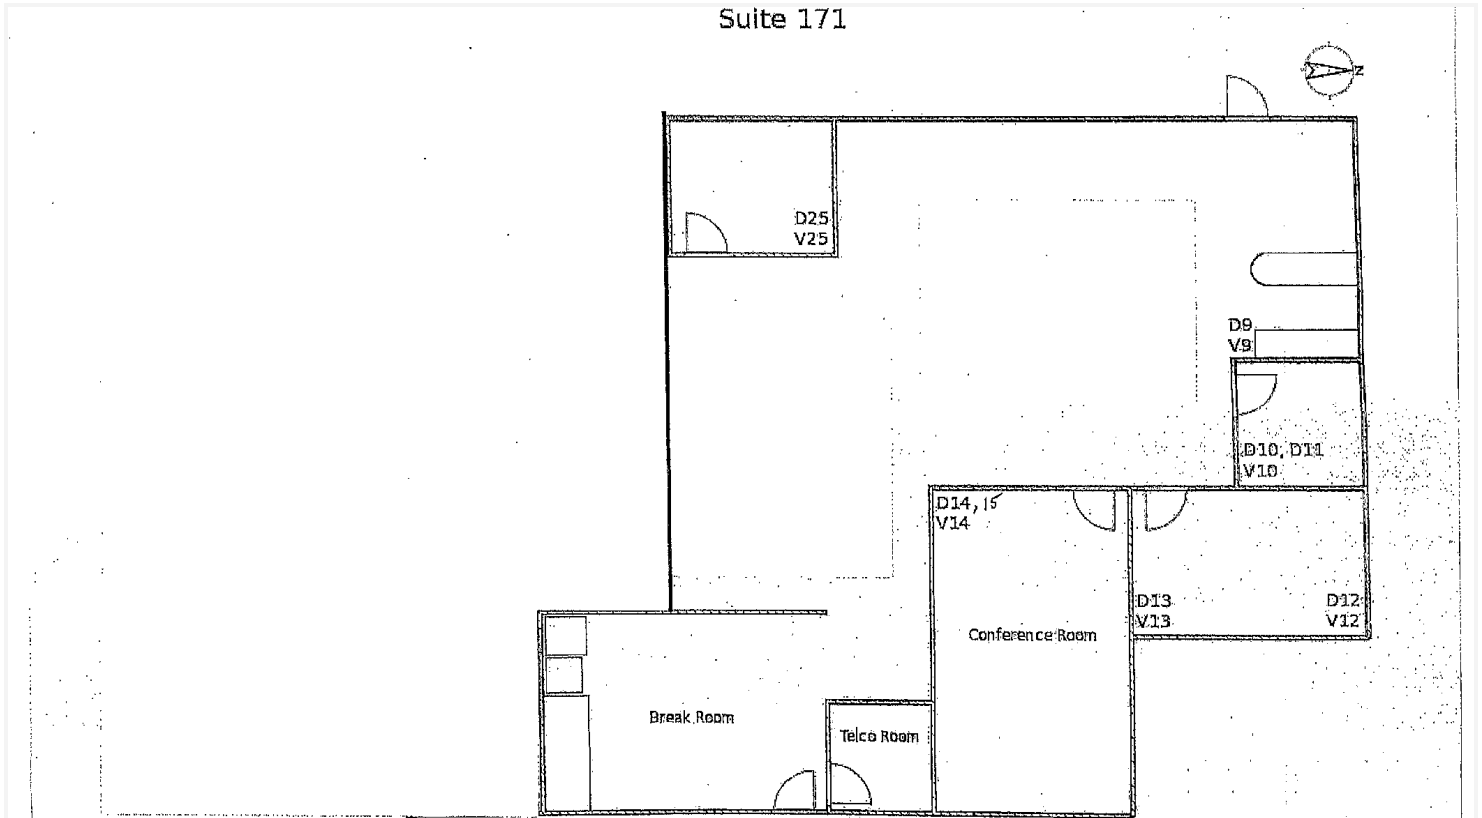 Suite 171
N
D25
V25
D9
V9
D10, D11
V10
D14, 15
V14
D13
V13
D12
V12
Conference Room
Break Room
Telco Room